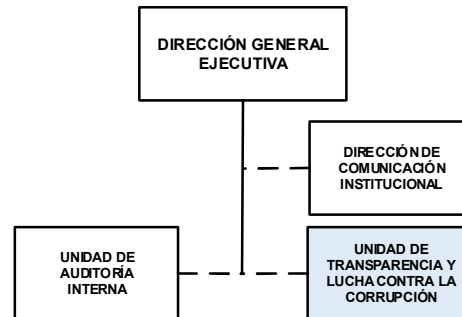 DIRECCIÓN GENERAL
EJECUTIVA
DIRECCIÓN DE
COMUNICACIÓN
INSTITUCIONAL
UNIDAD DE
AUDITORÍA
INTERNA
UNIDAD DE
TRANSPARENCIA Y
LUCHA CONTRA LA
CORRUPCIÓN